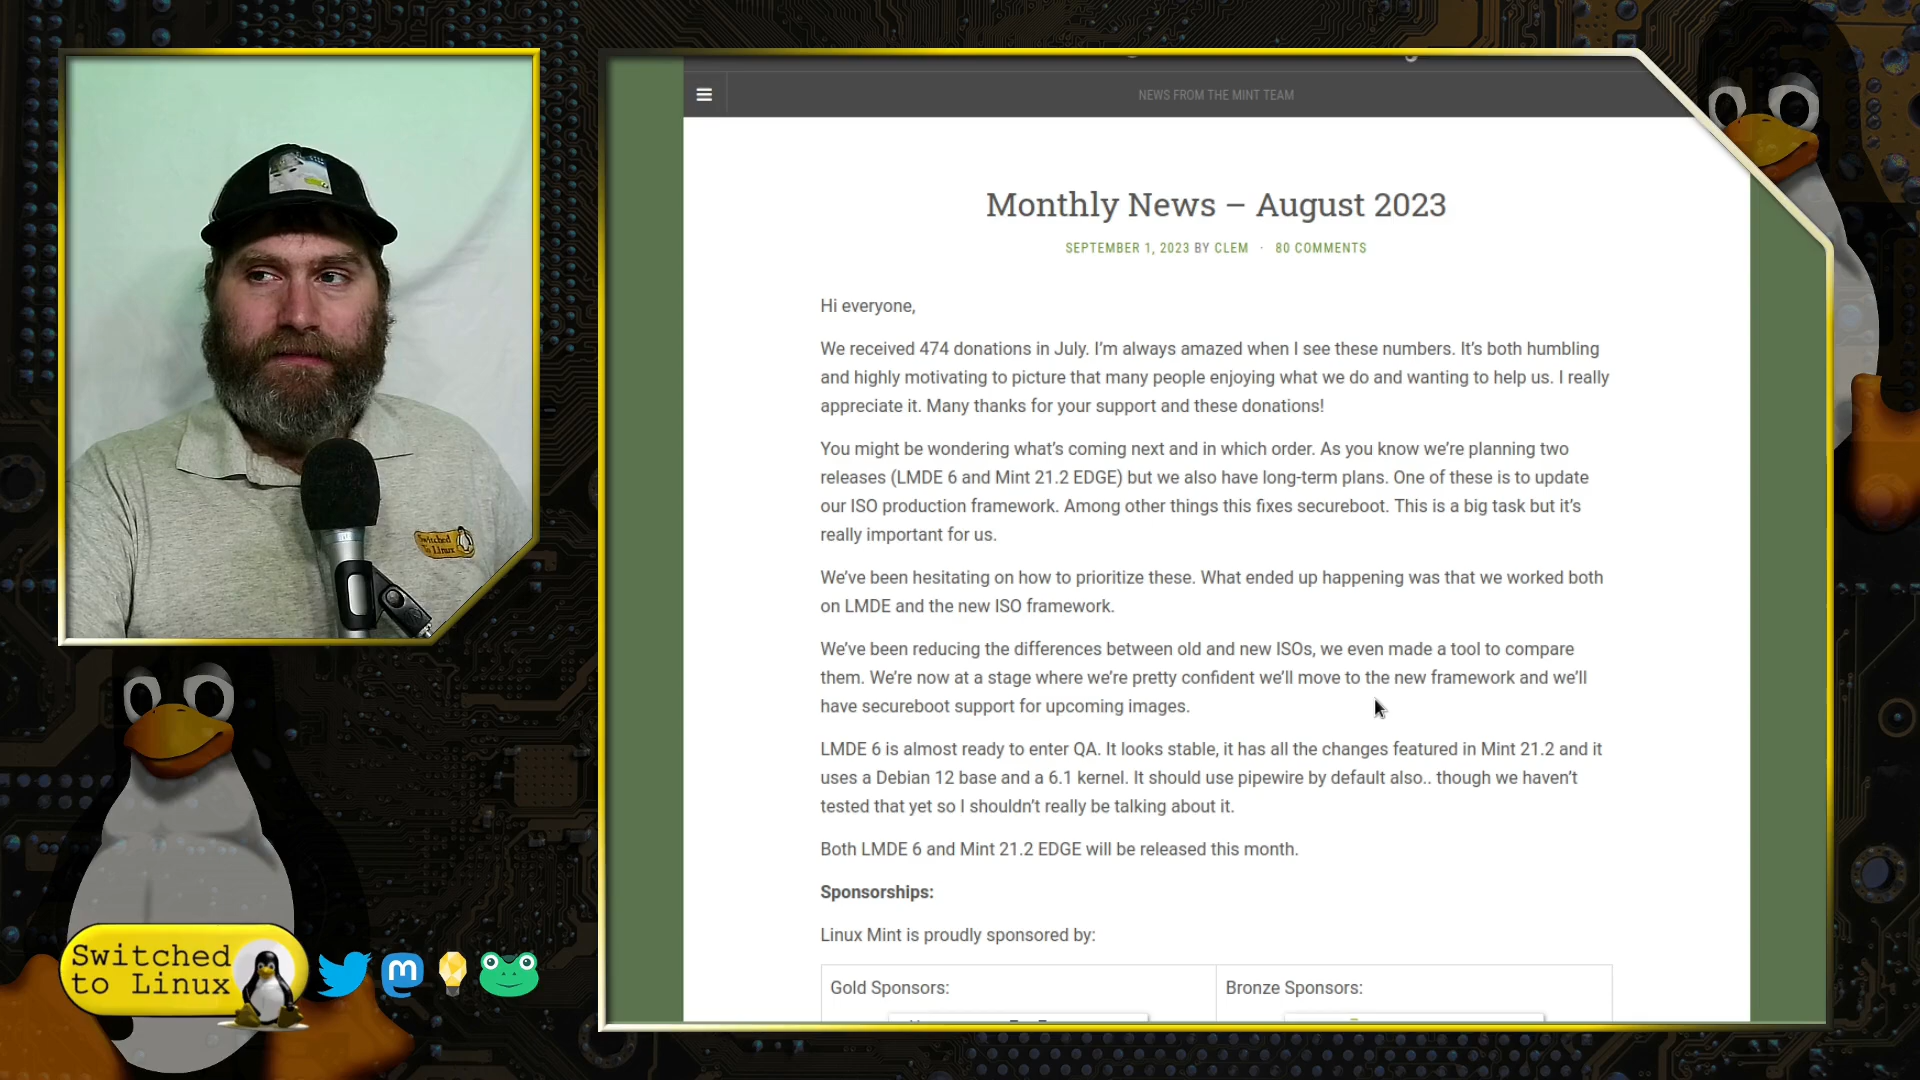 NEWS FROM THE MINT TEAM
Monthly News – August 2023
SEPTEMBER 1, 2023 BY CLEM · 80 COMMENTS
Hi everyone,
We received 474 donations in July. I’m always amazed when I see these numbers. It’s both humbling
and highly motivating to picture that many people enjoying what we do and wanting to help us. I really
appreciate it. Many thanks for your support and these donations!
You might be wondering what’s coming next and in which order. As you know we’re planning two
releases (LMDE 6 and Mint 21.2 EDGE) but we also have long-term plans. One of these is to update
our ISO production framework. Among other things this fixes secureboot. This is a big task but it’s
really important for us.
We’ve been hesitating on how to prioritize these. What ended up happening was that we worked both
on LMDE and the new ISO framework.
We’ve been reducing the differences between old and new ISOs, we even made a tool to compare
them. We’re now at a stage where we’re pretty confident we’ll move to the new framework and we’ll
have secureboot support for upcoming images.
LMDE 6 is almost ready to enter QA. It looks stable, it has all the changes featured in Mint 21.2 and it
uses a Debian 12 base and a 6.1 kernel. It should use pipewire by default also.. though we haven’t
tested that yet so I shouldn’t really be talking about it.
Both LMDE 6 and Mint 21.2 EDGE will be released this month.
Sponsorships:
Linux Mint is proudly sponsored by:
Gold Sponsors:
Bronze Sponsors:
Switched
To Linux
Switched
to Linux